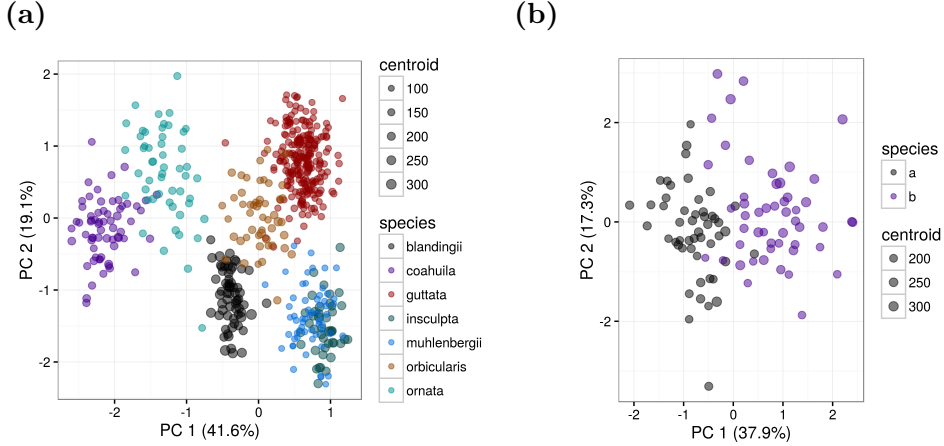 (a)
centroid
100
150
200
250
300
species
blandingii
coahuila
guttata
insculpta
muhlenbergii
orbicularis
ornata
PC 2 (19.1%)
2
1
0
-1
-2
-2
-1
0
1
PC 1 (41.6%)
(b)
PC 2 (17.3%)
2
0
-2
-2
-1
0
1
2
PC 1 (37.9%)
species
a
b
centroid
200
250
300